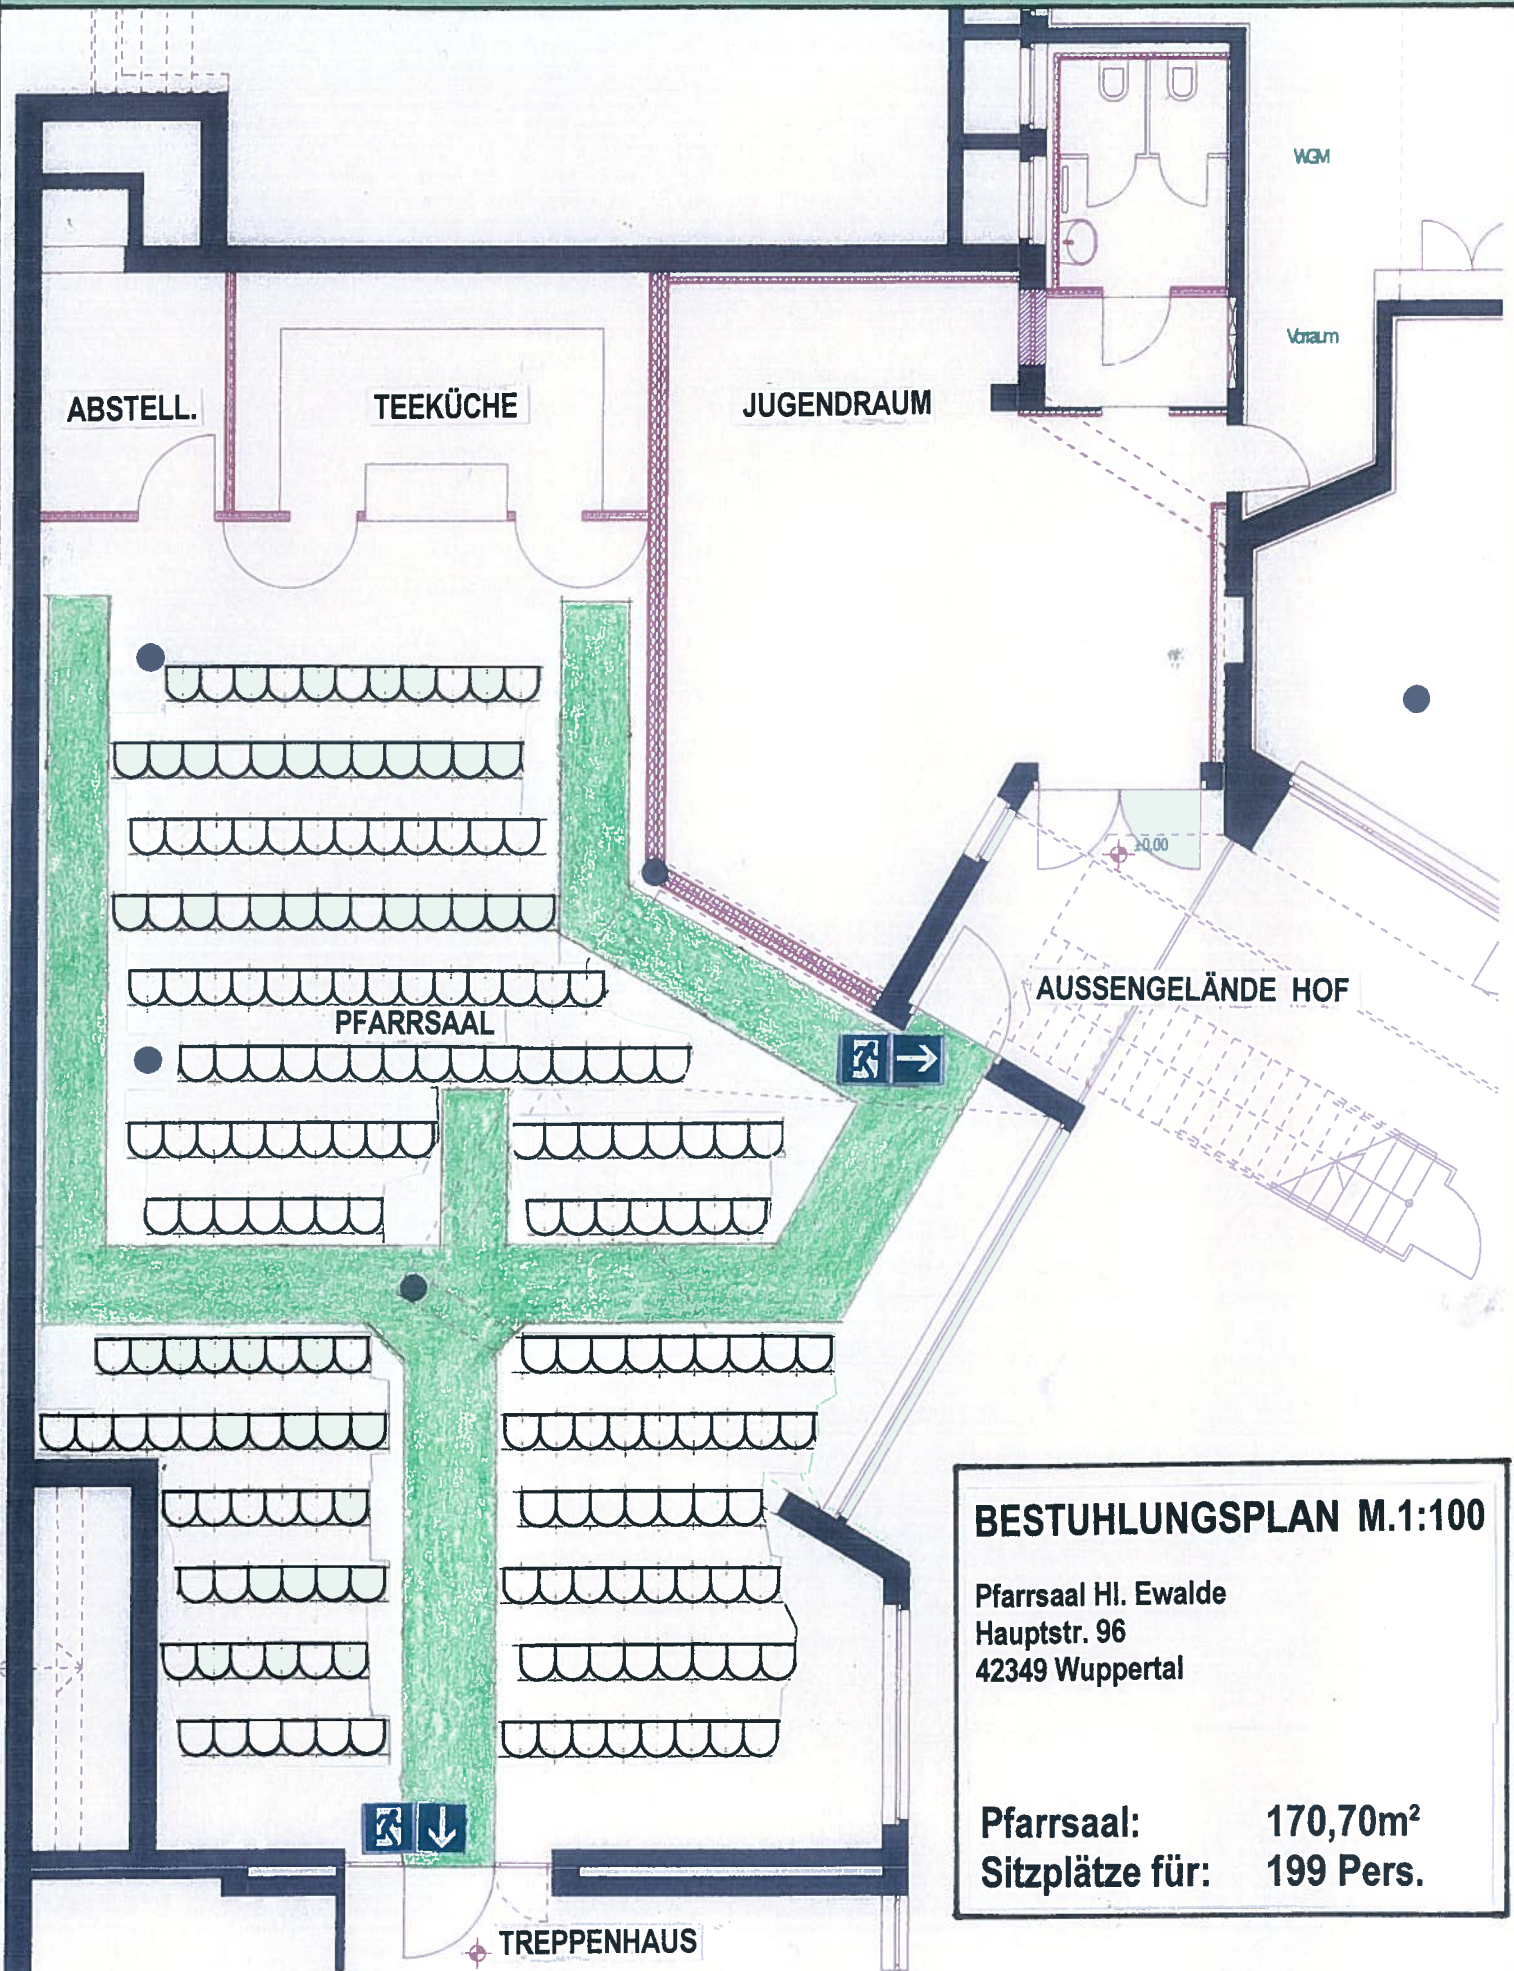 WGM
Vorraum
ABSTELL.
TEEKÜCHE
JUGENDRAUM
±0,00
AUSSENGELÄNDE HOF
PFARRSAAL
BESTUHLUNGSPLAN M.1:100
Pfarrsaal Hl. Ewalde
Hauptstr. 96
42349 Wuppertal
Pfarrsaal: 170,70m²
Sitzplätze für: 199 Pers.
TREPPENHAUS